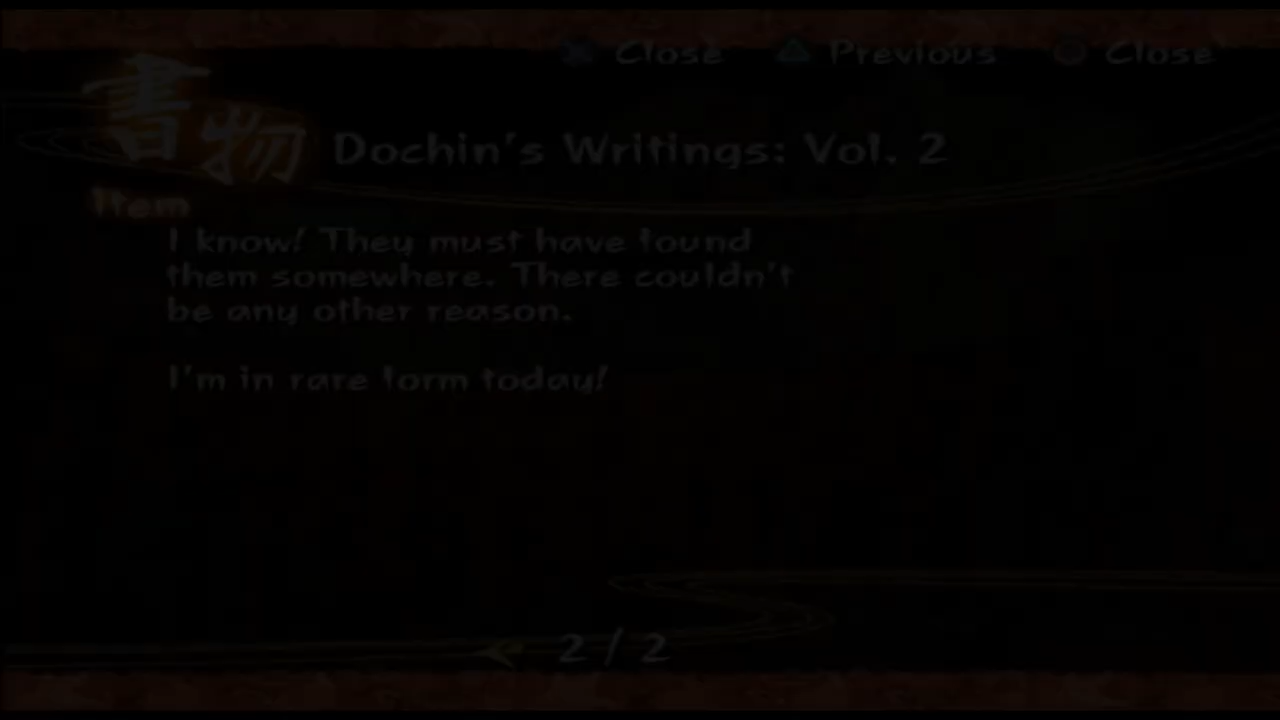 Close Previous Close
書物
Item
Dochin's Writings: Vol. 2
I know! They must have found
them somewhere. There couldn't
be any other reason.
I'm in rare form today!
2 / 2